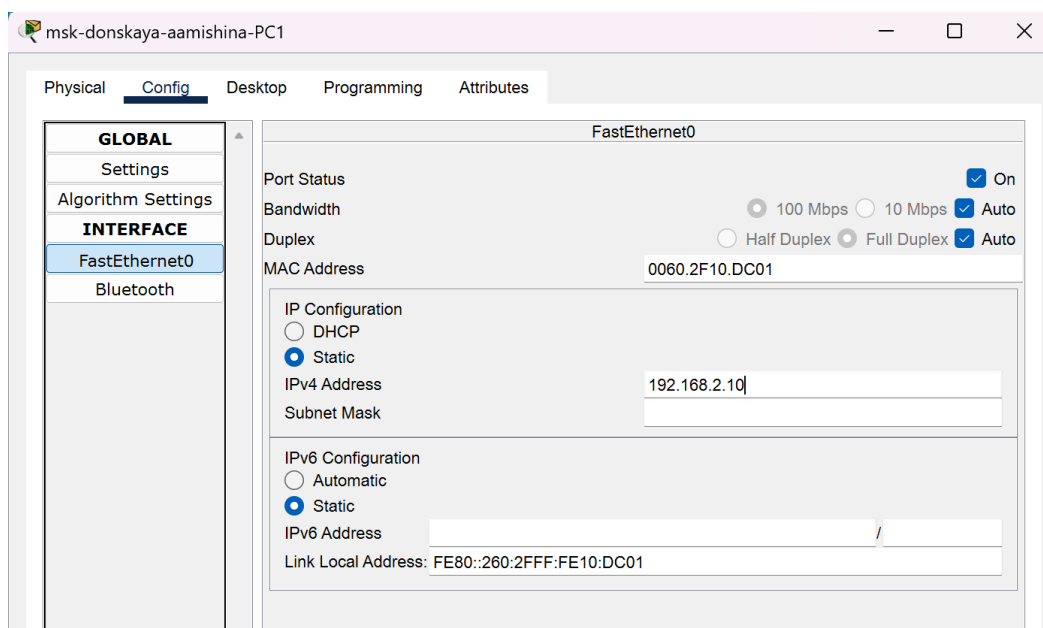 msk-donskaya-aamishina-PC1
Physical Config Desktop Programming Attributes
GLOBAL
Settings
Algorithm Settings
INTERFACE
FastEthernet0
Bluetooth
FastEthernet0
Port Status On
Bandwidth 100 Mbps 10 Mbps Auto
Duplex Half Duplex Full Duplex Auto
MAC Address 0060.2F10.DC01
IP Configuration
DHCP
Static
IPv4 Address 192.168.2.10
Subnet Mask
IPv6 Configuration
Automatic
Static
IPv6 Address /
Link Local Address: FE80::260:2FFF:FE10:DC01